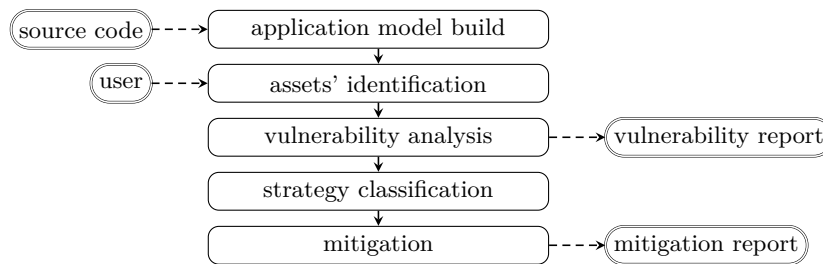 source code
application model build
user
assets' identification
vulnerability analysis
vulnerability report
strategy classification
mitigation
mitigation report